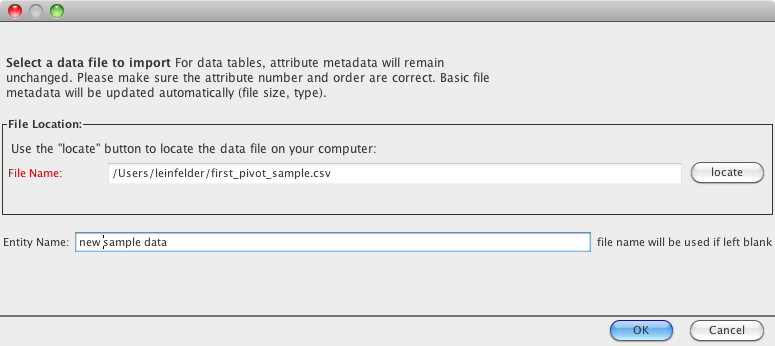 Select a data file to import For data tables, attribute metadata will remain
unchanged. Please make sure the attribute number and order are correct. Basic file
metadata will be updated automatically (file size, type).
File Location:
Use the "locate" button to locate the data file on your computer:
File Name: /Users/leinfelder/first_pivot_sample.csv locate
Entity Name: new sample data file name will be used if left blank
OK Cancel